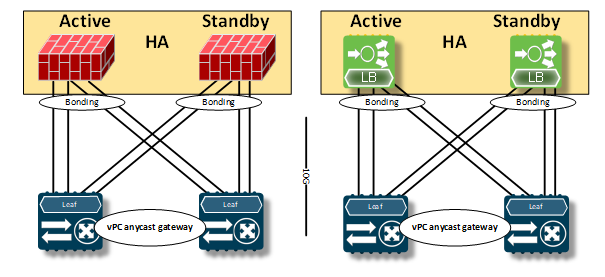 Active Standby
HA
Bonding Bonding
Leaf Leaf
vPC anycast gateway
10G
Active Standby
HA
LB LB
Bonding Bonding
Leaf Leaf
vPC anycast gateway